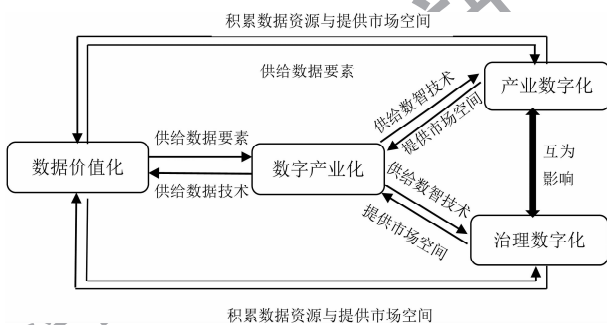 积累数据资源与提供市场空间
供给数据要素
产业数字化
供给数智技术
提供市场空间
供给数据要素
数据价值化
数字产业化
互为
影响
供给数据技术
供给数智技术
提供市场空间
治理数字化
积累数据资源与提供市场空间